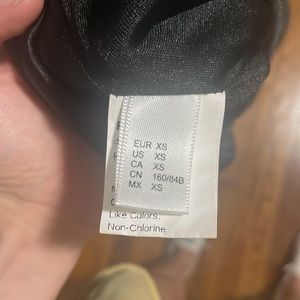 EUR XS
US XS
CA XS
CN 160/84B
MX XS
Like Colors,
Non-Chlorine